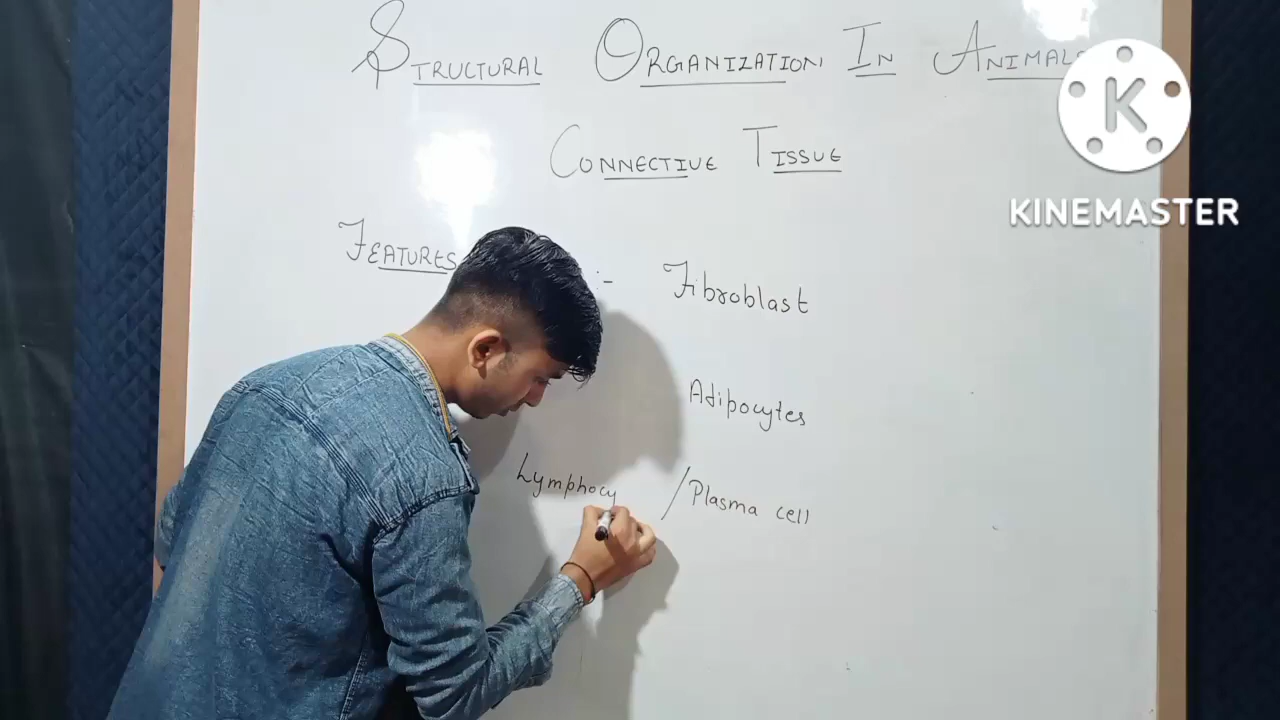 STRUCTURAL ORGANIZATION IN ANIMALS
K
KINEMASTER
CONNECTIVE TISSUE
FEATURES :- Fibroblast
Adipocytes
Lymphocy / Plasma cell